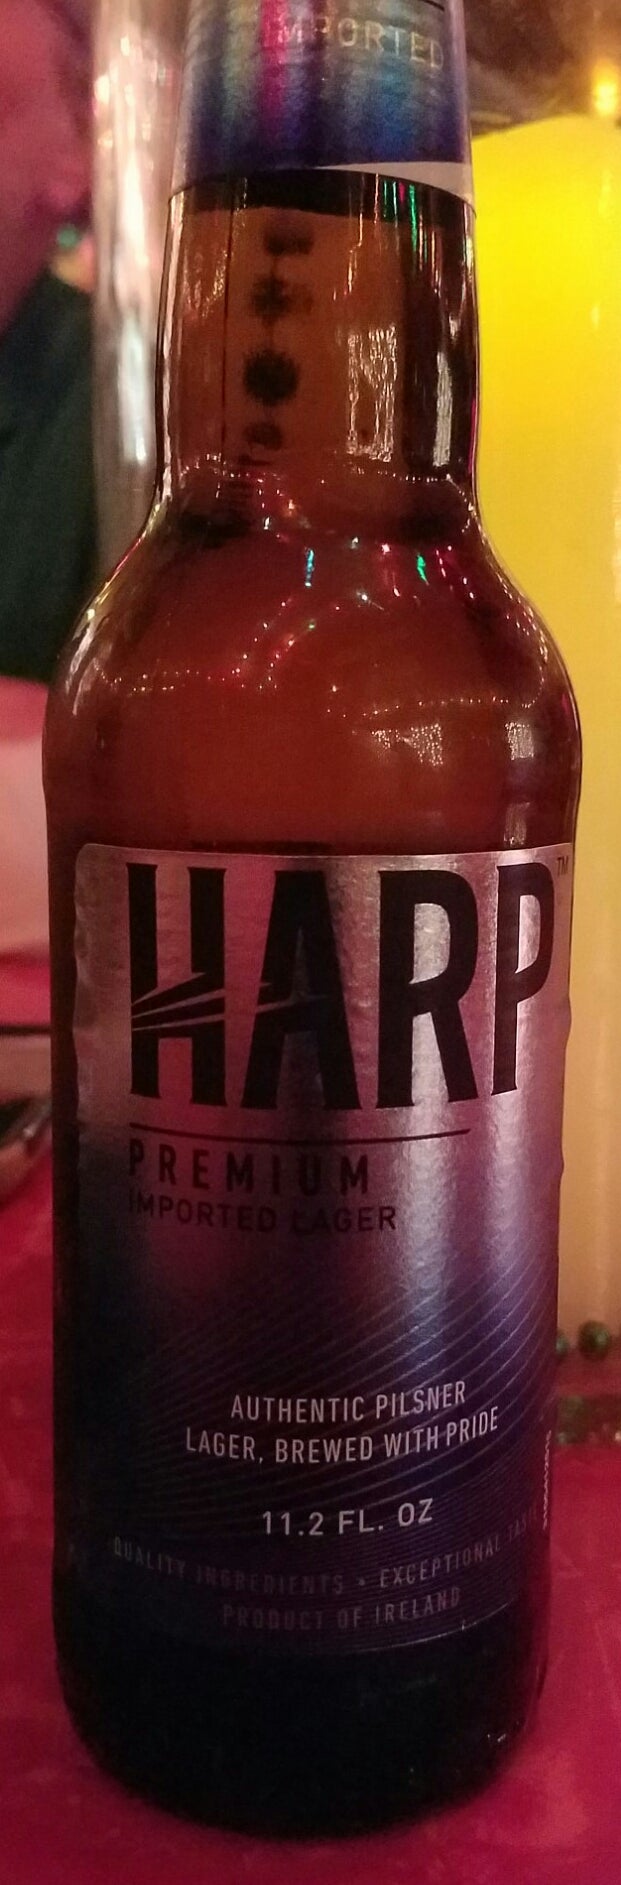 IMPORTED
HARP™
PREMIUM
IMPORTED LAGER
AUTHENTIC PILSNER
LAGER, BREWED WITH PRIDE
11.2 FL. OZ
QUALITY INGREDIENTS • EXCEPTIONAL
PRODUCT OF IRELAND